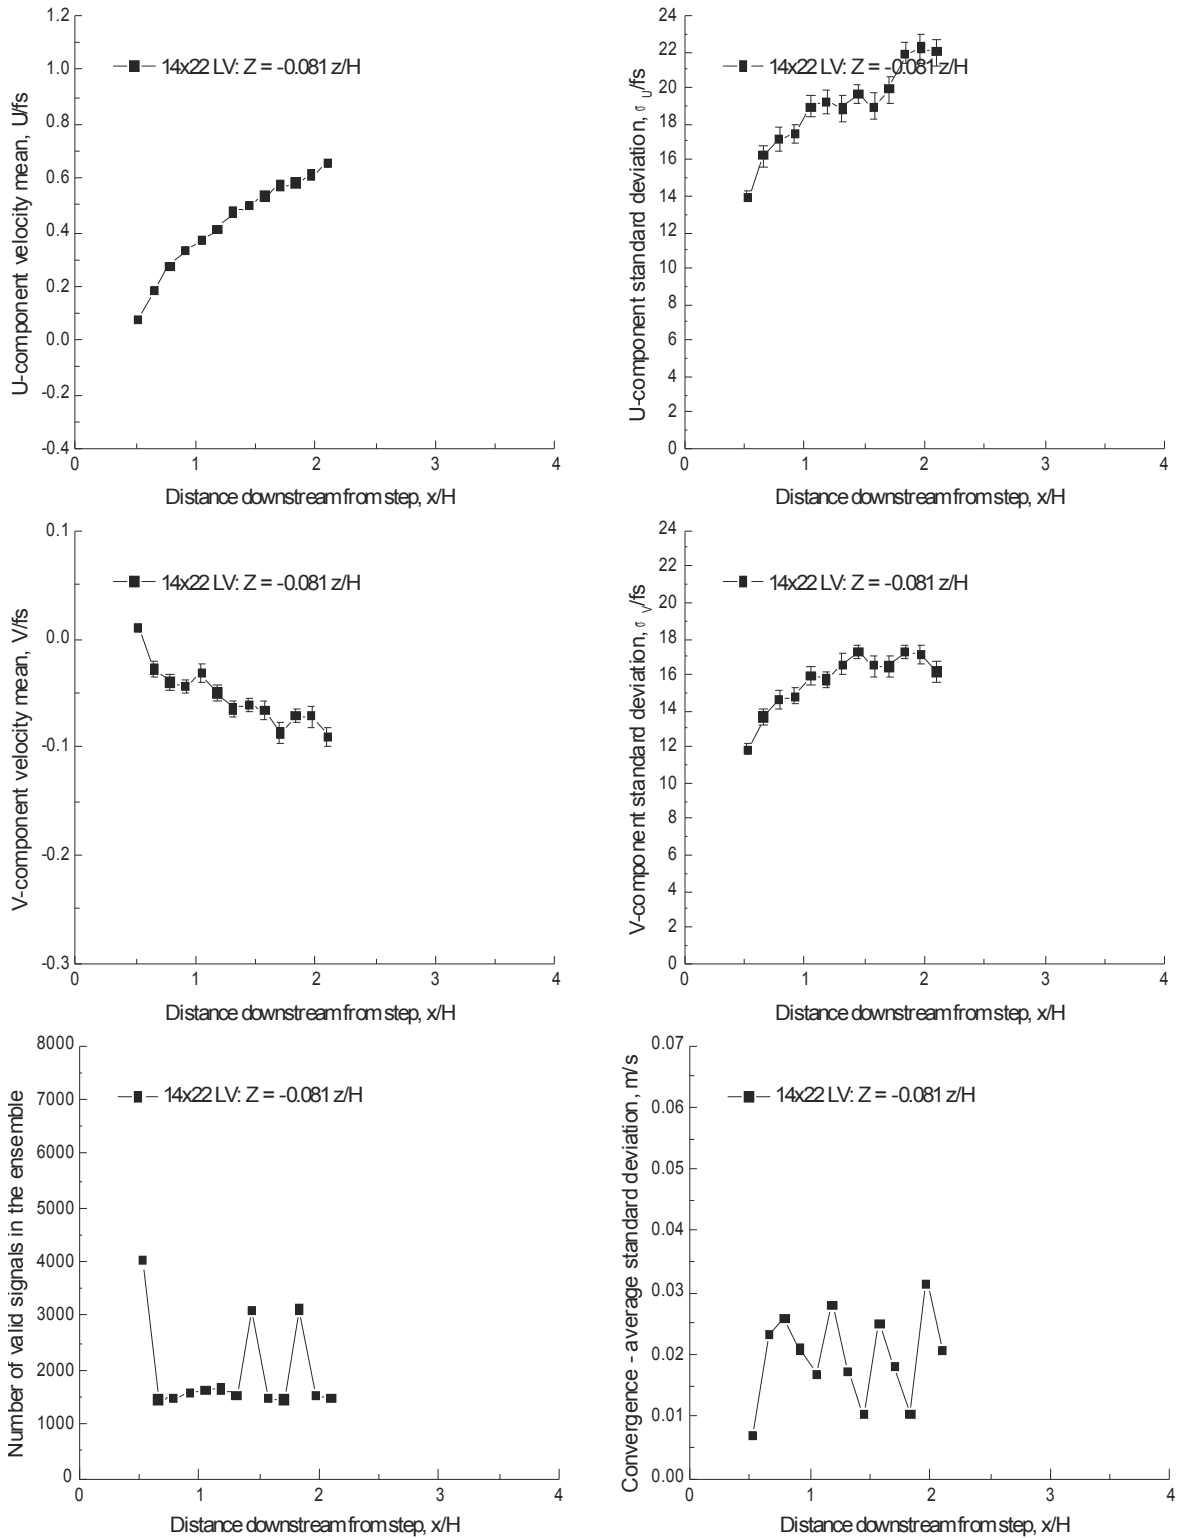 1.2
1.0
0.8
0.6
0.4
0.2
0.0
-0.2
-0.4
0 1 2 3 4
U-component velocity mean, U/fs
14x22 LV: Z = -0.081 z/H
Distance downstream from step, x/H
24
22
20
18
16
14
12
10
8
6
4
2
0
0 1 2 3 4
U-component standard deviation, σU/fs
14x22 LV: Z = -0.081 z/H
Distance downstream from step, x/H
0.1
0.0
-0.1
-0.2
-0.3
0 1 2 3 4
V-component velocity mean, V/fs
14x22 LV: Z = -0.081 z/H
Distance downstream from step, x/H
24
22
20
18
16
14
12
10
8
6
4
2
0
0 1 2 3 4
V-component standard deviation, σV/fs
14x22 LV: Z = -0.081 z/H
Distance downstream from step, x/H
8000
7000
6000
5000
4000
3000
2000
1000
0
0 1 2 3 4
Number of valid signals in the ensemble
14x22 LV: Z = -0.081 z/H
Distance downstream from step, x/H
0.07
0.06
0.05
0.04
0.03
0.02
0.01
0.00
0 1 2 3 4
Convergence - average standard deviation, m/s
14x22 LV: Z = -0.081 z/H
Distance downstream from step, x/H